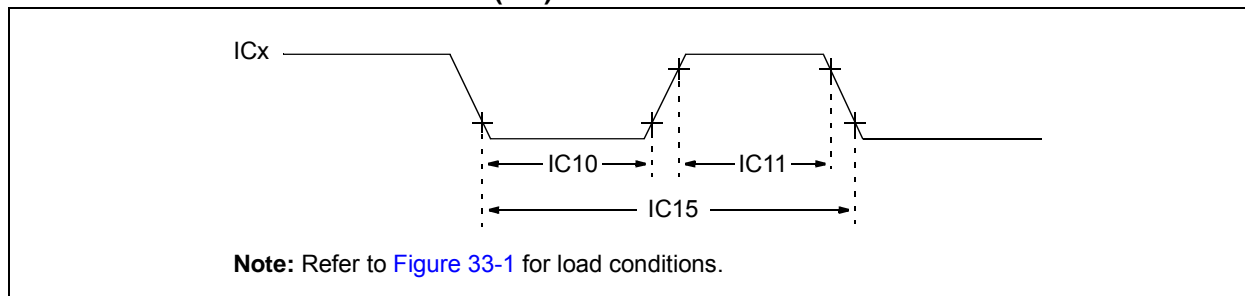 ICx
IC10
IC11
IC15
Note: Refer to Figure 33-1 for load conditions.